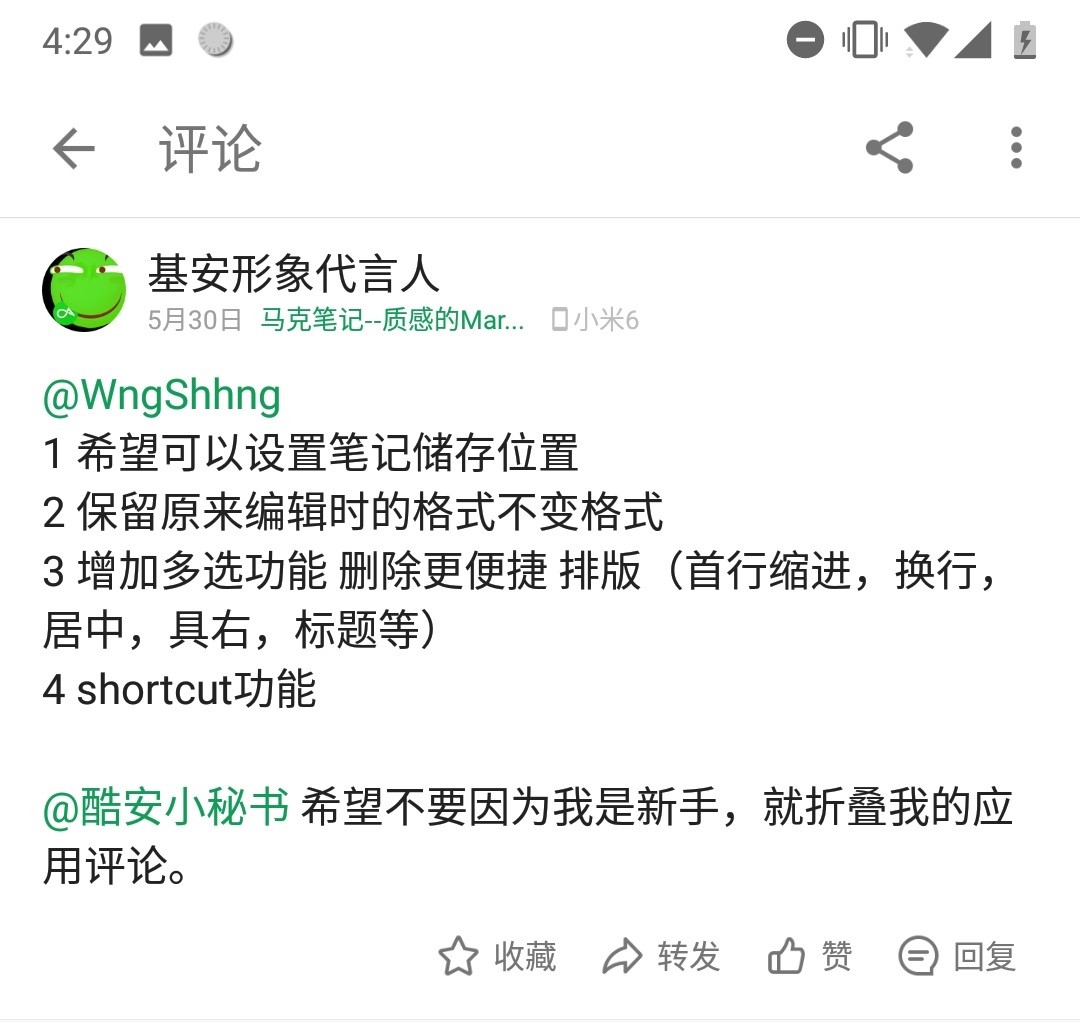 4:29
评论
基安形象代言人
5月30日 马克笔记--质感的Mar... 小米6
@WngShhng
1 希望可以设置笔记储存位置
2 保留原来编辑时的格式不变格式
3 增加多选功能 删除更便捷 排版（首行缩进，换行，
居中，具右，标题等）
4 shortcut功能
@酷安小秘书 希望不要因为我是新手，就折叠我的应
用评论。
收藏 转发 赞 回复